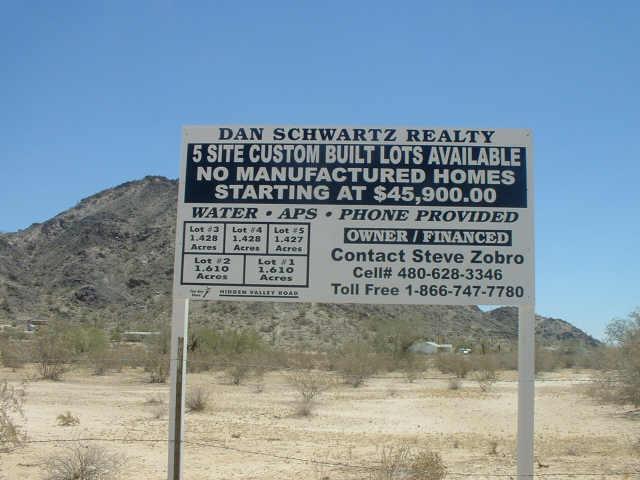 DAN SCHWARTZ REALTY
5 SITE CUSTOM BUILT LOTS AVAILABLE
NO MANUFACTURED HOMES
STARTING AT $45,900.00
WATER • APS • PHONE PROVIDED
Lot #3 Lot #4 Lot #5
1.428 1.428 1.427
Acres Acres Acres
Lot #2 Lot #1
1.610 1.610
Acres Acres
HIDDEN VALLEY ROAD
OWNER / FINANCED
Contact Steve Zobro
Cell# 480-628-3346
Toll Free 1-866-747-7780